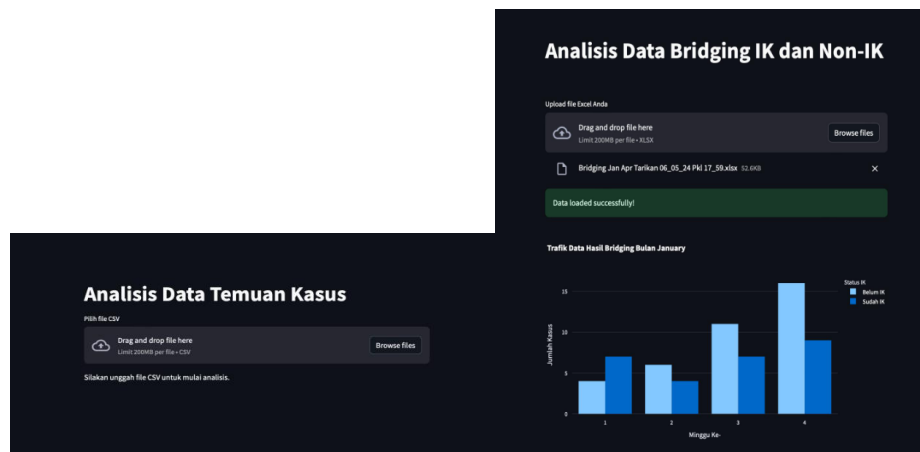 Analisis Data Temuan Kasus
Pilih file CSV
Drag and drop file here
Limit 200MB per file • CSV
Browse files
Silakan unggah file CSV untuk mulai analisis.
Analisis Data Bridging IK dan Non-IK
Upload file Excel Anda
Drag and drop file here
Limit 200MB per file • XLSX
Browse files
Bridging Jan Apr Tarikan 06_05_24 Pkl 17_59.xlsx 52.6KB
Data loaded successfully!
Trafik Data Hasil Bridging Bulan January
Status IK
Belum IK
Sudah IK
Jumlah Kasus
15
10
5
0
1 2 3 4
Minggu Ke-